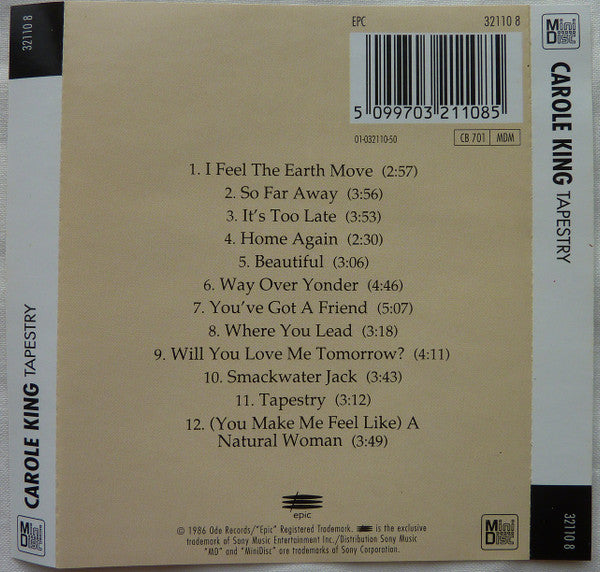 32110 8
CAROLE KING TAPESTRY
Mini Disc
EPC 32110 8
5 099703 211085
01-032110-50 CB 701 MDM
1. I Feel The Earth Move (2:57)
2. So Far Away (3:56)
3. It's Too Late (3:53)
4. Home Again (2:30)
5. Beautiful (3:06)
6. Way Over Yonder (4:46)
7. You've Got A Friend (5:07)
8. Where You Lead (3:18)
9. Will You Love Me Tomorrow? (4:11)
10. Smackwater Jack (3:43)
11. Tapestry (3:12)
12. (You Make Me Feel Like) A
Natural Woman (3:49)
epic
© 1986 Ode Records/"Epic" Registered Trademark. is the exclusive
trademark of Sony Music Entertainment Inc./Distribution Sony Music
"MD" and "MiniDisc" are trademarks of Sony Corporation.
Mini Disc
CAROLE KING TAPESTRY
Mini Disc
32110 8